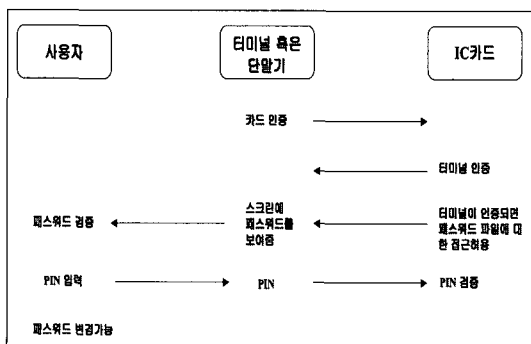 사용자
터미널 혹은
단말기
IC카드
카드 인증
터미널 인증
패스워드 검증
스크린에
패스워드를
보여줌
터미널이 인증되면
패스워드 파일에 대
한 접근허용
PIN 입력
PIN
PIN 검증
패스워드 변경가능